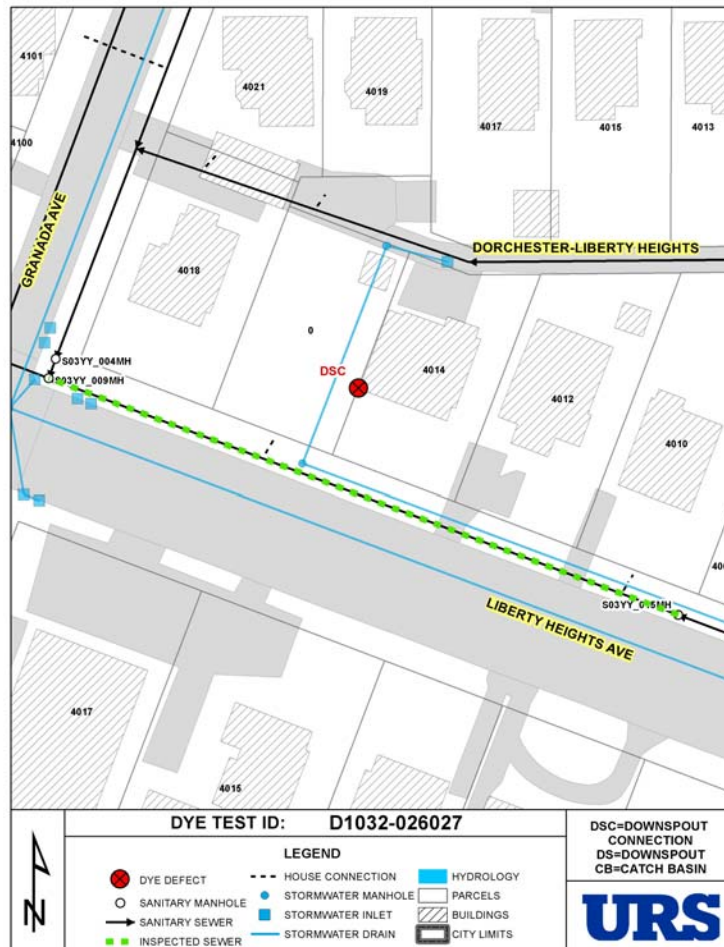 4101
4021
4019
4017
4015
4013
4100
GRANADA AVE
DORCHESTER-LIBERTY HEIGHTS
4018
0
DSC
4014
4012
4010
S03YY_004MH
S03YY_009MH
S03YY_015MH
LIBERTY HEIGHTS AVE
4017
4015
DYE TEST ID: D1032-026027
LEGEND
DYE DEFECT
SANITARY MANHOLE
SANITARY SEWER
INSPECTED SEWER
HOUSE CONNECTION
STORMWATER MANHOLE
STORMWATER INLET
STORMWATER DRAIN
HYDROLOGY
PARCELS
BUILDINGS
CITY LIMITS
N
DSC=DOWNSPOUT
CONNECTION
DS=DOWNSPOUT
CB=CATCH BASIN
URS